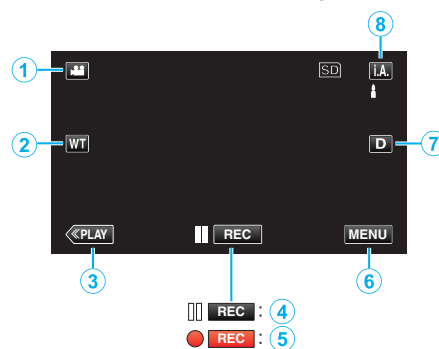 8
1 SD i.A.
2 WT D 7
≪PLAY REC MENU
3 6
REC : 4
REC : 5